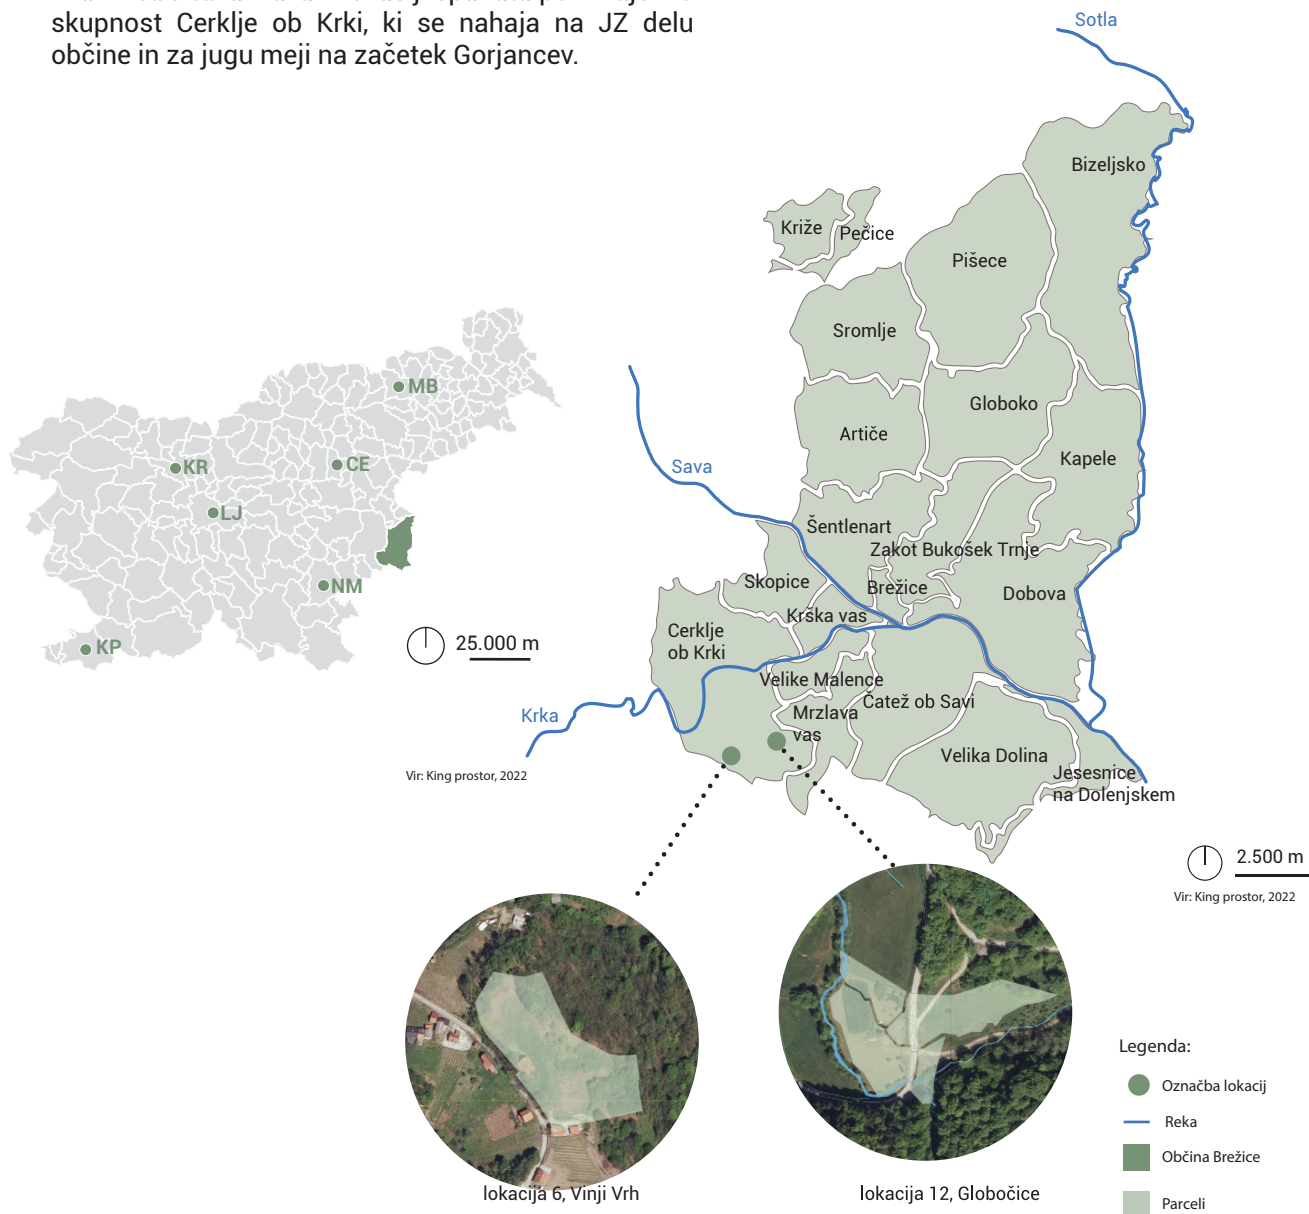 skupnost Cerklje ob Krki, ki se nahaja na JZ delu
občine in za jugu meji na začetek Gorjancev.
Sotla
Bizeljsko
Križe
Pečice
Pišece
Sromlje
MB
Globoko
Artiče
Kapele
KR
CE
Sava
LJ
Šentlenart
Zakot Bukošek Trnje
Skopice
Brežice
Dobova
NM
Krška vas
Cerklje
ob Krki
KP
25.000 m
Velike Malence
Čatež ob Savi
Mrzlava
vas
Krka
Velika Dolina
Vir: King prostor, 2022
Jesesnice
na Dolenjskem
2.500 m
Vir: King prostor, 2022
Legenda:
Označba lokacij
Reka
Občina Brežice
Parceli
lokacija 6, Vinji Vrh
lokacija 12, Globočice